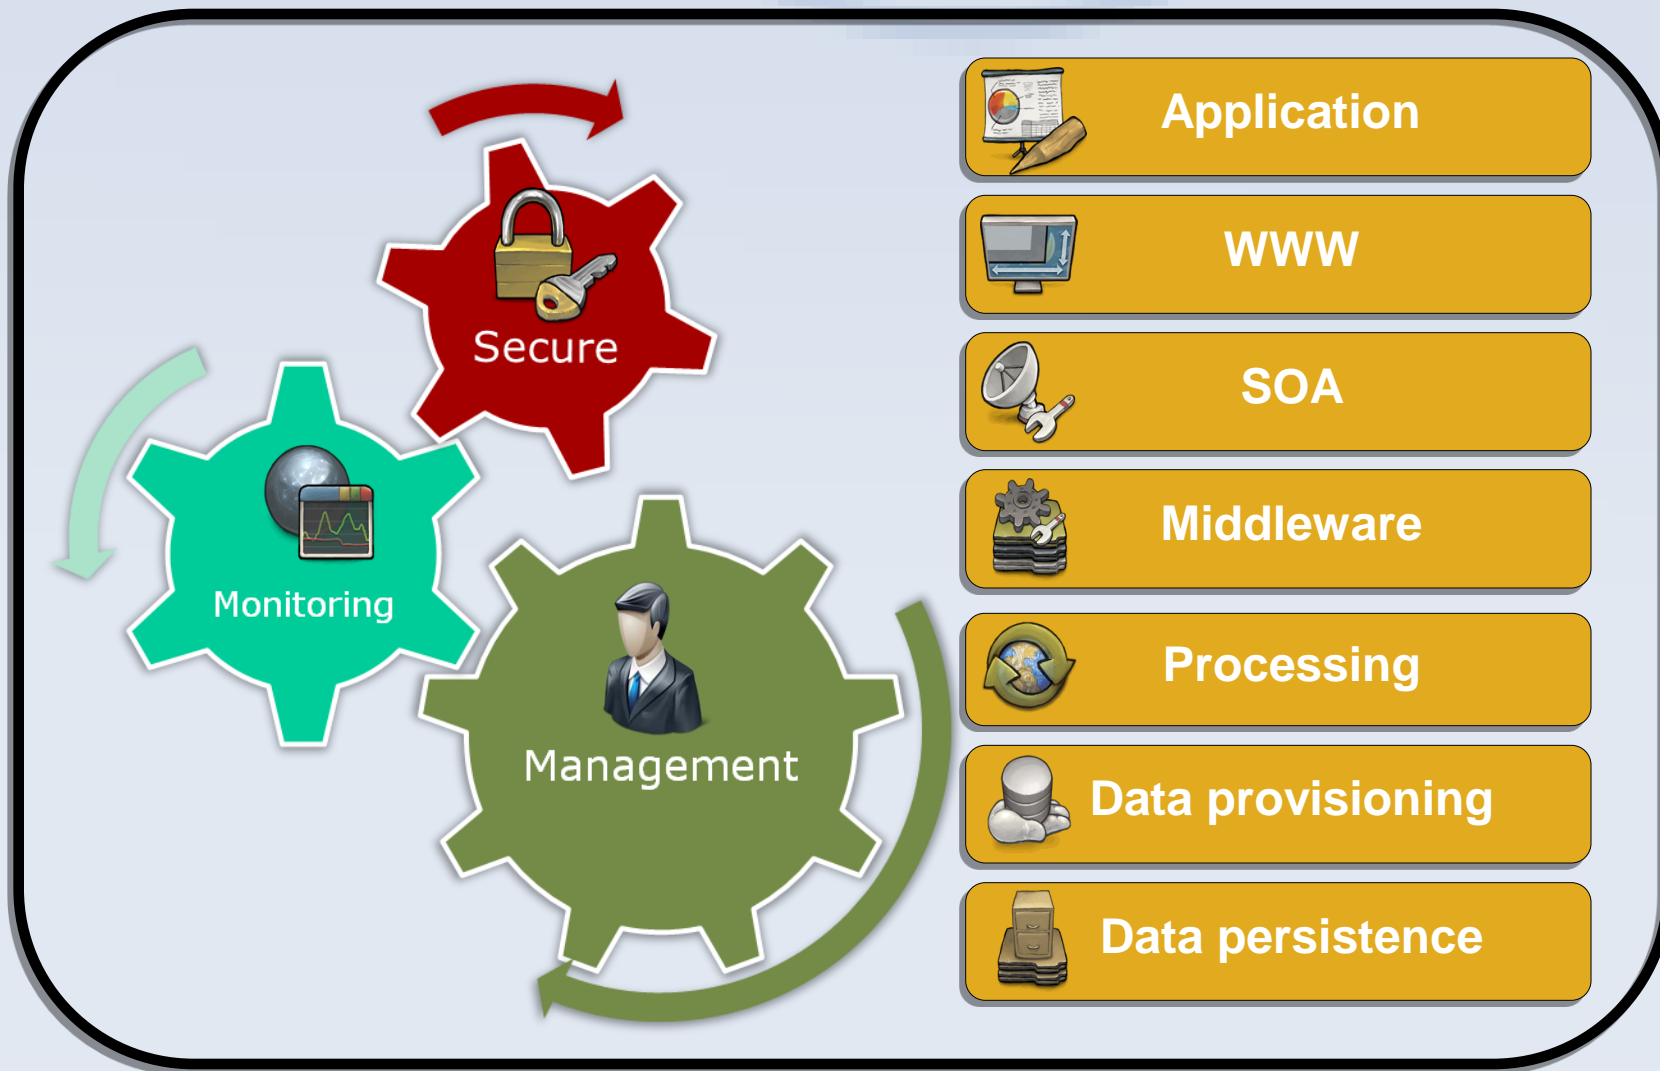 Secure
Monitoring
Management
Application
WWW
SOA
Middleware
Processing
Data provisioning
Data persistence